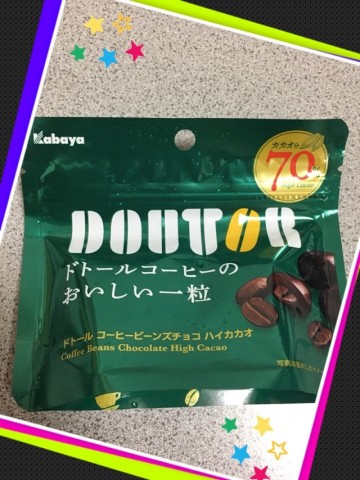 Kabaya
カカオ分
70%
High Cacao
DOUTOR
ドトールコーヒーの
おいしい一粒
ドトール コーヒービーンズチョコ ハイカカオ
Coffee Beans Chocolate High Cacao